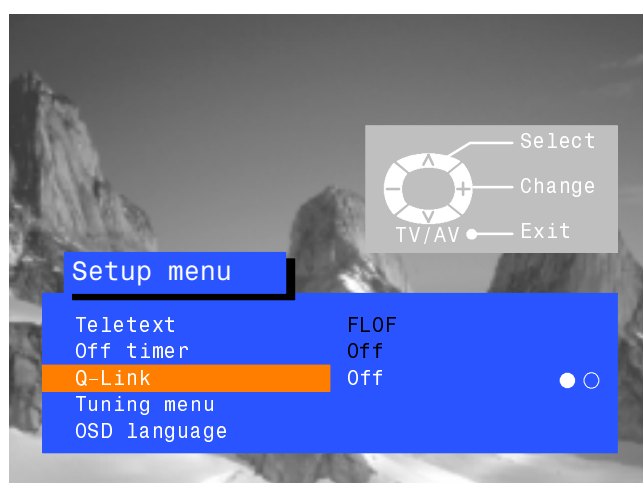 Select
Change
TV/AV Exit
Setup menu
Teletext FLOF
Off timer Off
Q-Link Off
Tuning menu
OSD language